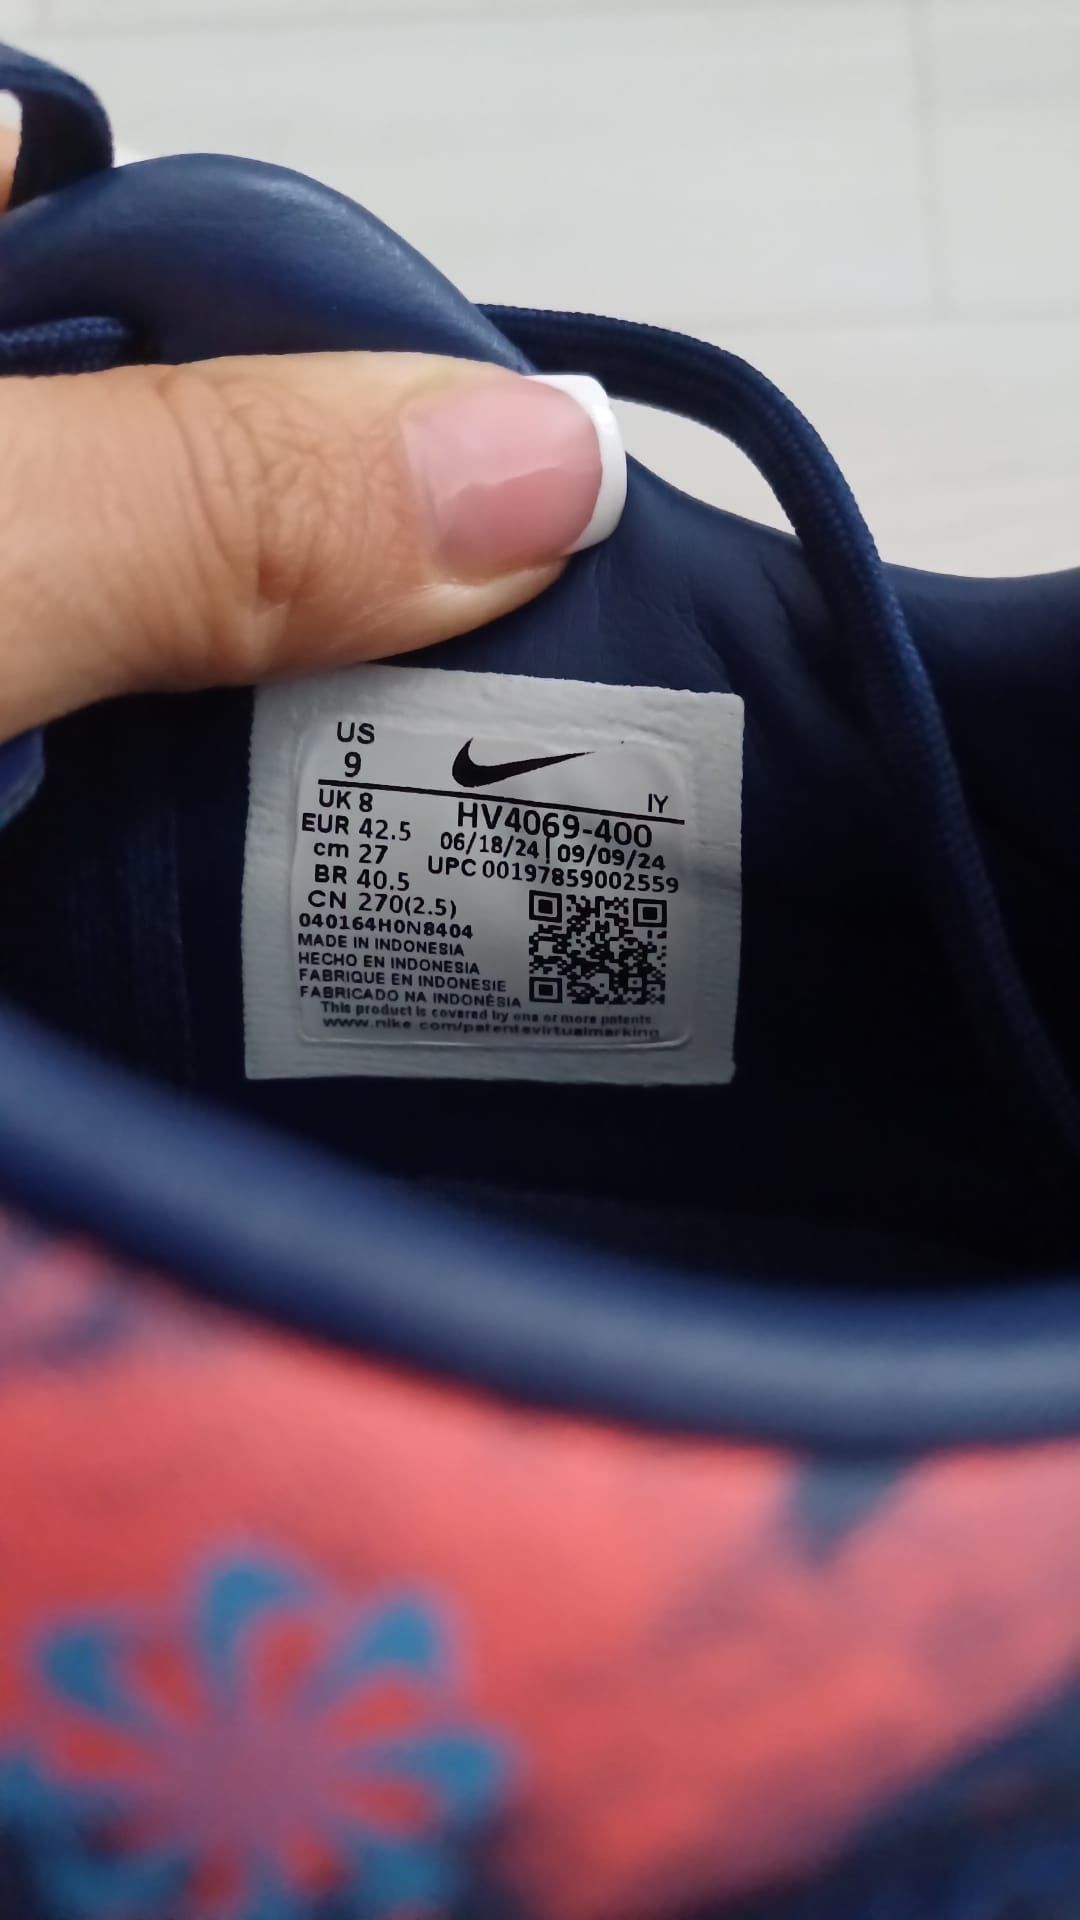 US
9
IY
UK 8
HV4069-400
EUR 42.5
06/18/24 | 09/09/24
cm 27
UPC 00197859002559
BR 40.5
CN 270(2.5)
040164H0N8404
MADE IN INDONESIA
HECHO EN INDONESIA
FABRIQUE EN INDONESIE
FABRICADO NA INDONÉSIA
This product is covered by one or more patents
www.nike.com/patentsvirtualmarking